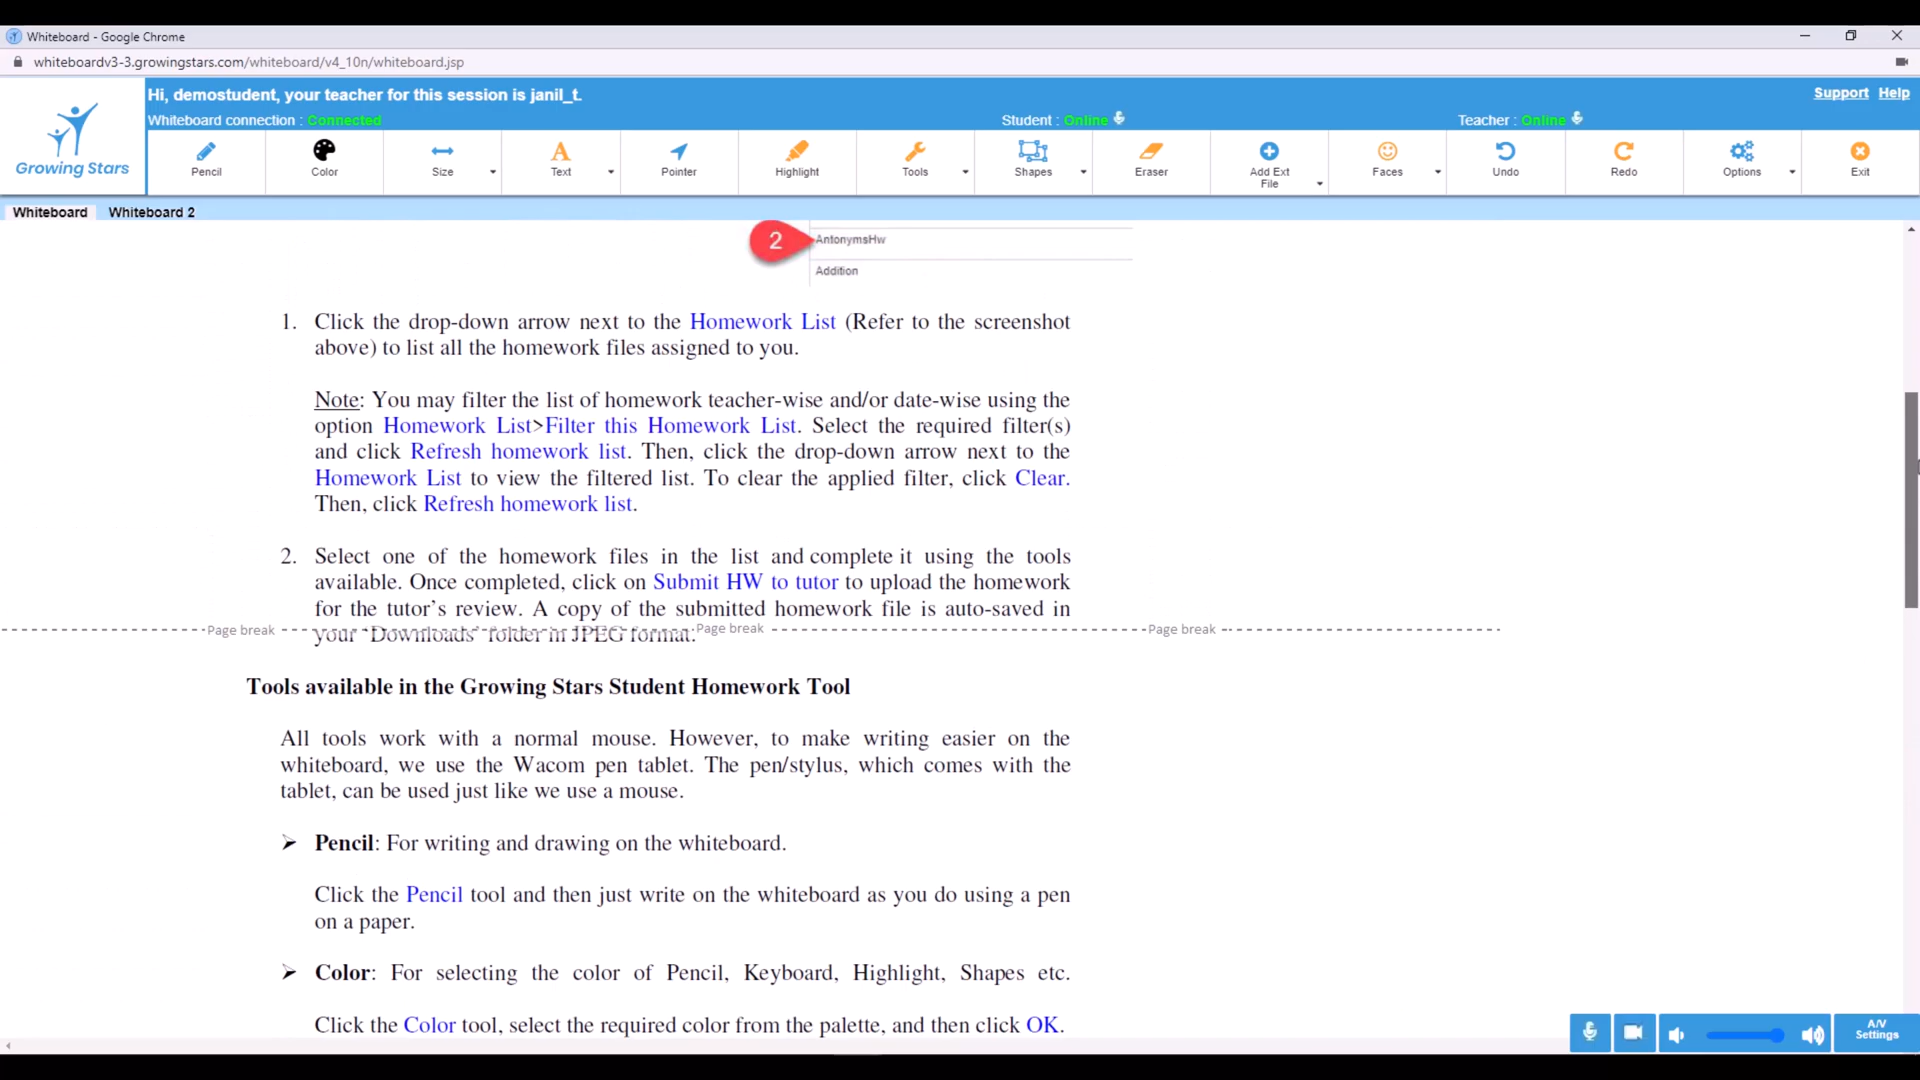 Whiteboard - Google Chrome
whiteboardv3-3.growingstars.com/whiteboard/v4_10n/whiteboard.jsp
Growing Stars
Hi, demostudent, your teacher for this session is janil_t.
Support Help
Whiteboard connection : Connected
Student : Online
Teacher : Online
Pencil
Color
Size
Text
Pointer
Highlight
Tools
Shapes
Eraser
Add Ext
File
Faces
Undo
Redo
Options
Exit
Whiteboard
Whiteboard 2
2
AntonymsHw
Addition
1. Click the drop-down arrow next to the Homework List (Refer to the screenshot
above) to list all the homework files assigned to you.
Note: You may filter the list of homework teacher-wise and/or date-wise using the
option Homework List>Filter this Homework List. Select the required filter(s)
and click Refresh homework list. Then, click the drop-down arrow next to the
Homework List to view the filtered list. To clear the applied filter, click Clear.
Then, click Refresh homework list.
2. Select one of the homework files in the list and complete it using the tools
available. Once completed, click on Submit HW to tutor to upload the homework
for the tutor's review. A copy of the submitted homework file is auto-saved in
Page break Page break Page break
your 'Downloads' folder in JPEG format.
Tools available in the Growing Stars Student Homework Tool
All tools work with a normal mouse. However, to make writing easier on the
whiteboard, we use the Wacom pen tablet. The pen/stylus, which comes with the
tablet, can be used just like we use a mouse.
➢ Pencil: For writing and drawing on the whiteboard.
Click the Pencil tool and then just write on the whiteboard as you do using a pen
on a paper.
➢ Color: For selecting the color of Pencil, Keyboard, Highlight, Shapes etc.
Click the Color tool, select the required color from the palette, and then click OK.
A/V
Settings